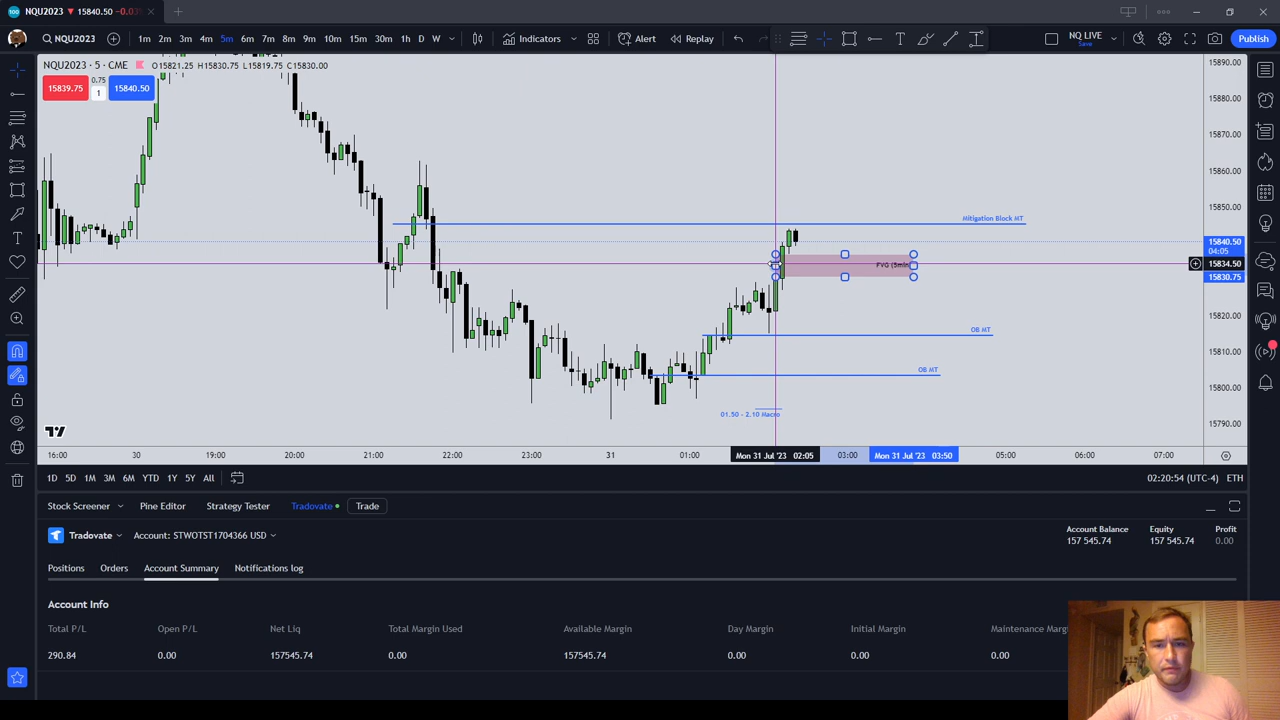 NQU2023 15840.50 -0.03%
NQU2023 1m 2m 3m 4m 5m 6m 7m 8m 9m 10m 15m 30m 1h D W Indicators Alert Replay NQ LIVE Save Publish
NQU2023 · 5 · CME O15821.25 H15830.75 L15819.75 C15830.00
15839.75 0.75 1 15840.50
15890.00
15880.00
15870.00
15860.00
15850.00
Mitigation Block MT
15840.50
04:05
FVG (5min
15834.50
15830.75
15820.00
OB MT
15810.00
OB MT
15800.00
01.50 - 2.10 Macro
15790.00
16:00 30 19:00 21:00 22:00 23:00 31 01:00 Mon 31 Jul '23 02:05 03:00 Mon 31 Jul '23 03:50 05:00 06:00 07:00
1D 5D 1M 3M 6M YTD 1Y 5Y All 02:20:54 (UTC-4) ETH
Stock Screener Pine Editor Strategy Tester Tradovate Trade
Tradovate Account: STWOTST1704366 USD
Account Balance Equity Profit
157 545.74 157 545.74 0.00
Positions Orders Account Summary Notifications log
Account Info
Total P/L Open P/L Net Liq Total Margin Used Available Margin Day Margin Initial Margin Maintenance Marg
290.84 0.00 157545.74 0.00 157545.74 0.00 0.00 0.00